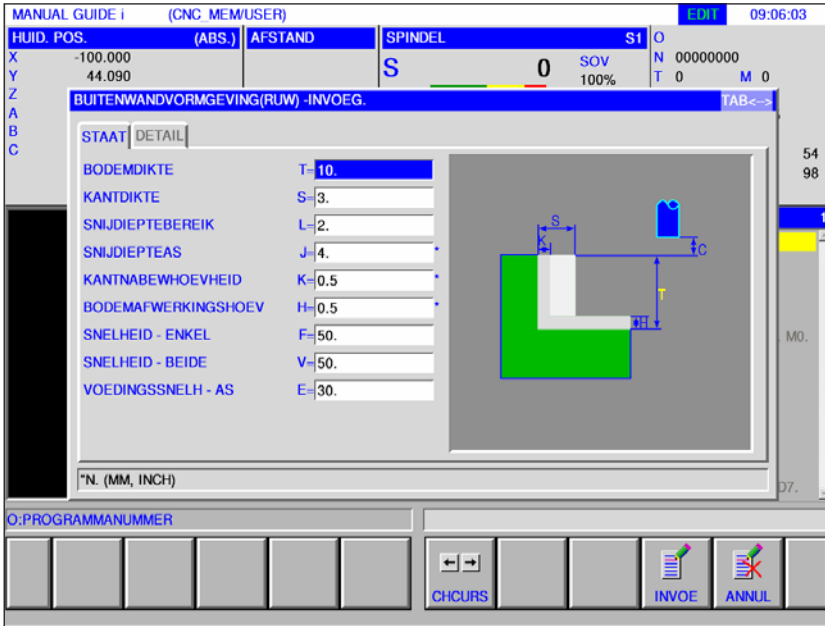 MANUAL GUIDE i (CNC_MEM/USER) EDIT 09:06:03
HUID. POS. (ABS.) AFSTAND SPINDEL S1 O
X -100.000 S 0 SOV N 00000000
Y 44.090 100% T 0 M 0
Z
A
B
C
BUITENWANDVORMGEVING(RUW) -INVOEG. TAB<-->
STAAT DETAIL
54
98
BODEMDIKTE T= 10.
KANTDIKTE S= 3.
SNIJDIEPTEBEREIK L= 2.
SNIJDIEPTEAS J= 4. *
KANTNABEWHOEVHEID K= 0.5 *
BODEMAFWERKINGSHOEV H= 0.5 *
SNELHEID - ENKEL F= 50.
SNELHEID - BEIDE V= 50.
VOEDINGSSNELH - AS E= 30.
S
K
C
T
H
M0.
D7.
"N. (MM, INCH)
O:PROGRAMMANUMMER
CHCURS INVOE ANNUL